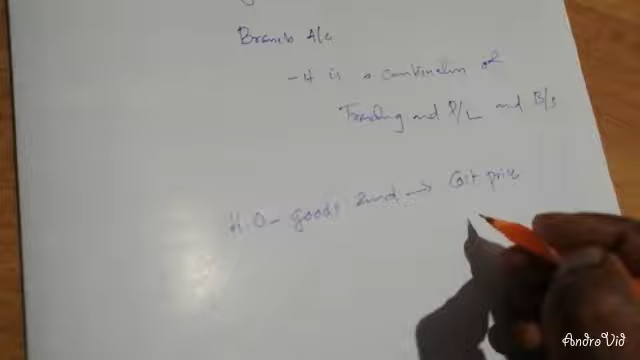 Branch A/c
- It is a combination of
Trading and P/L and B/S
H.O - goods send → Cost price
AndroVid